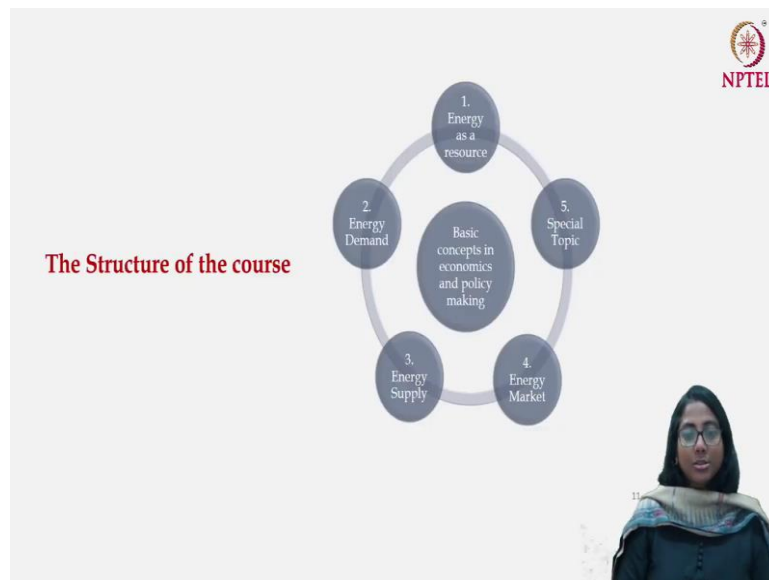 NPTEL
The Structure of the course
1.
Energy
as a
resource
2.
Energy
Demand
3.
Energy
Supply
4.
Energy
Market
5.
Special
Topic
Basic
concepts in
economics
and policy
making
11